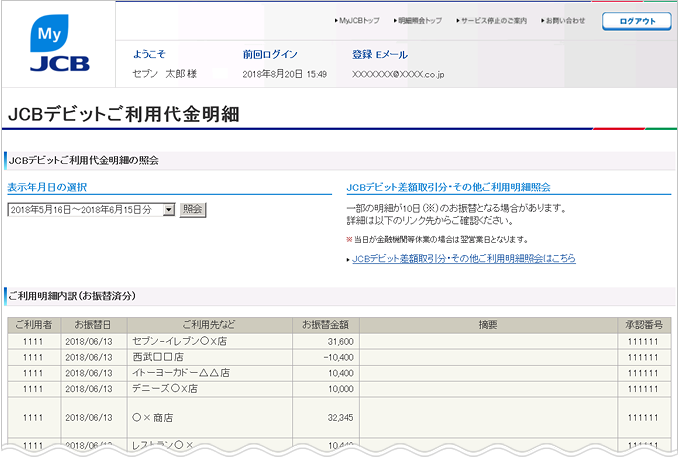 My
JCB
MyJCBトップ 明細照会トップ サービス停止のご案内 お問い合わせ ログアウト
ようこそ 前回ログイン 登録 Eメール
セブン 太郎 様 2018年8月20日 15:49 XXXXXXX@XXXX.co.jp
JCBデビットご利用代金明細
JCBデビットご利用代金明細の照会
表示年月日の選択
2018年5月16日～2018年6月15日分 照会
JCBデビット差額取引分・その他ご利用明細照会
一部の明細が10日（※）のお振替となる場合があります。
詳細は以下のリンク先からご確認ください。
※ 当日が金融機関等休業の場合は翌営業日となります。
JCBデビット差額取引分・その他ご利用明細照会はこちら
ご利用明細内訳（お振替済分）
ご利用者 お振替日 ご利用先など お振替金額 摘要 承認番号
1111 2018/06/13 セブン-イレブン〇X店 31,600 111111
1111 2018/06/13 西武□□店 -10,400 111111
1111 2018/06/13 イトーヨーカドー△△店 10,400 111111
1111 2018/06/13 デニーズ〇X店 10,000 111111
1111 2018/06/13 〇×商店 32,345 111111
1111 2018/06/13 レストラン〇× 10,440 111111